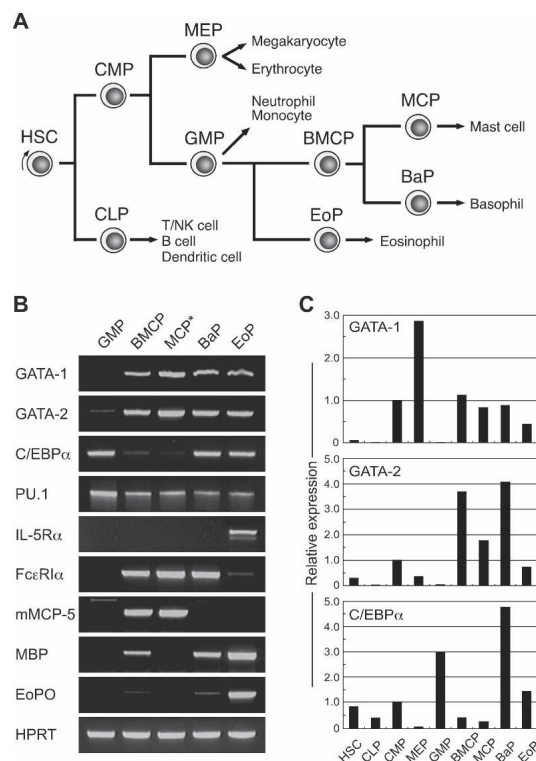 A
MEP
Megakaryocyte
Erythrocyte
CMP
Neutrophil
Monocyte
MCP
Mast cell
HSC
GMP
BMCP
BaP
Basophil
CLP
T/NK cell
B cell
Dendritic cell
EoP
Eosinophil
B
GMP BMCP MCP* BaP EoP
GATA-1
GATA-2
C/EBPα
PU.1
IL-5Rα
FcεRIα
mMCP-5
MBP
EoPO
HPRT
C
Relative expression
3.0
GATA-1
2.0
1.0
0
5.0
GATA-2
4.0
3.0
2.0
1.0
0
5.0
C/EBPα
4.0
3.0
2.0
1.0
0
HSC CLP CMP MEP GMP BMCP MCP BaP EoP